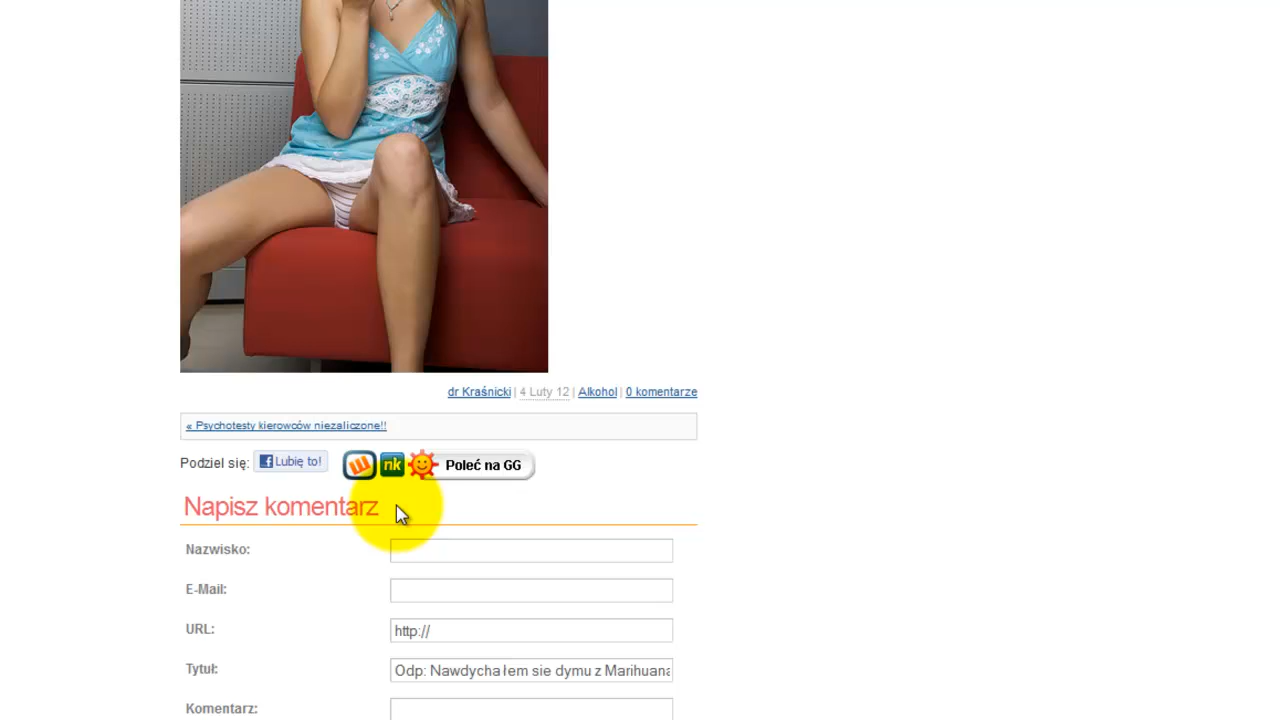 dr Kraśnicki | 4 Luty 12 | Alkohol | 0 komentarze
« Psychotesty kierowców niezaliczone!!
Podziel się: Lubię to! nk Poleć na GG
Napisz komentarz
Nazwisko:
E-Mail:
URL: http://
Tytuł: Odp: Nawdychałem sie dymu z Marihuana
Komentarz: